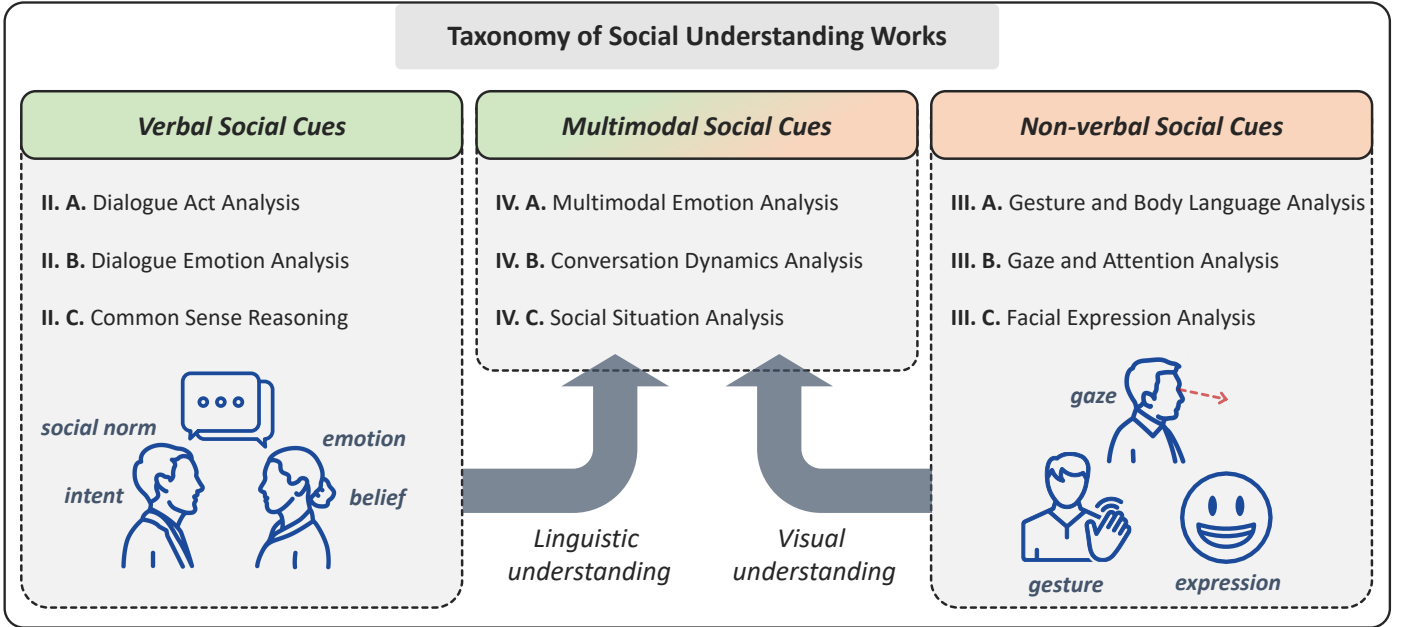 Taxonomy of Social Understanding Works
Verbal Social Cues
II. A. Dialogue Act Analysis
II. B. Dialogue Emotion Analysis
II. C. Common Sense Reasoning
social norm
emotion
intent
belief
Multimodal Social Cues
IV. A. Multimodal Emotion Analysis
IV. B. Conversation Dynamics Analysis
IV. C. Social Situation Analysis
Linguistic
understanding
Visual
understanding
Non-verbal Social Cues
III. A. Gesture and Body Language Analysis
III. B. Gaze and Attention Analysis
III. C. Facial Expression Analysis
gaze
gesture
expression